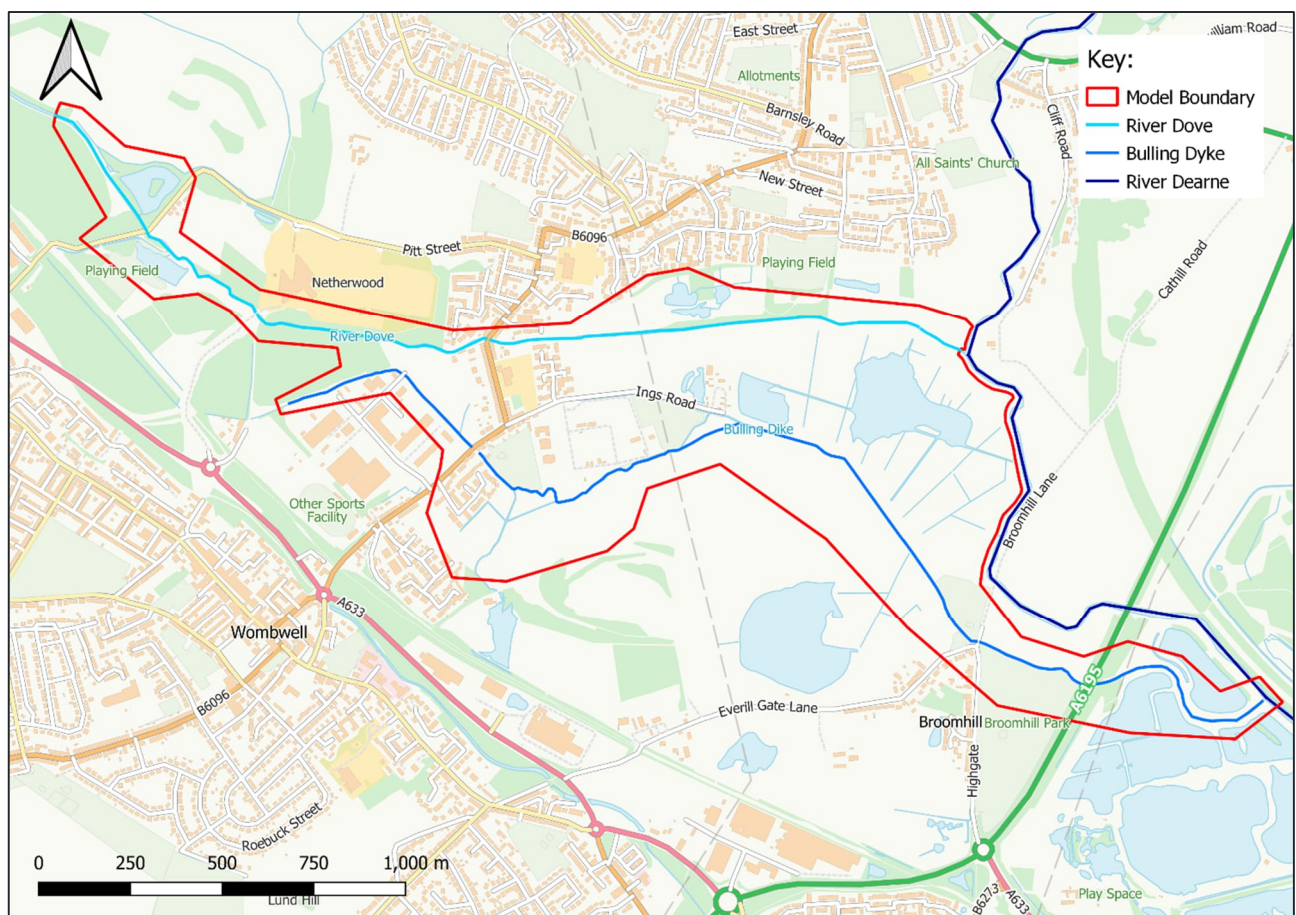 East Street
illiam Road
Key:
Model Boundary
River Dove
Bulling Dyke
River Dearne
Allotments
Barnsley Road
Cliff Road
All Saints' Church
New Street
B6096
Pitt Street
Cathill Road
Playing Field
Playing Field
Netherwood
River Dove
Ings Road
Bulling Dike
Other Sports
Facility
Broomhill Lane
A633
Wombwell
A6195
B6096
Everill Gate Lane
Broomhill
Broomhill Park
Highgate
Roebuck Street
0 250 500 750 1,000 m
Lund Hill
B6273
A633
Play Space